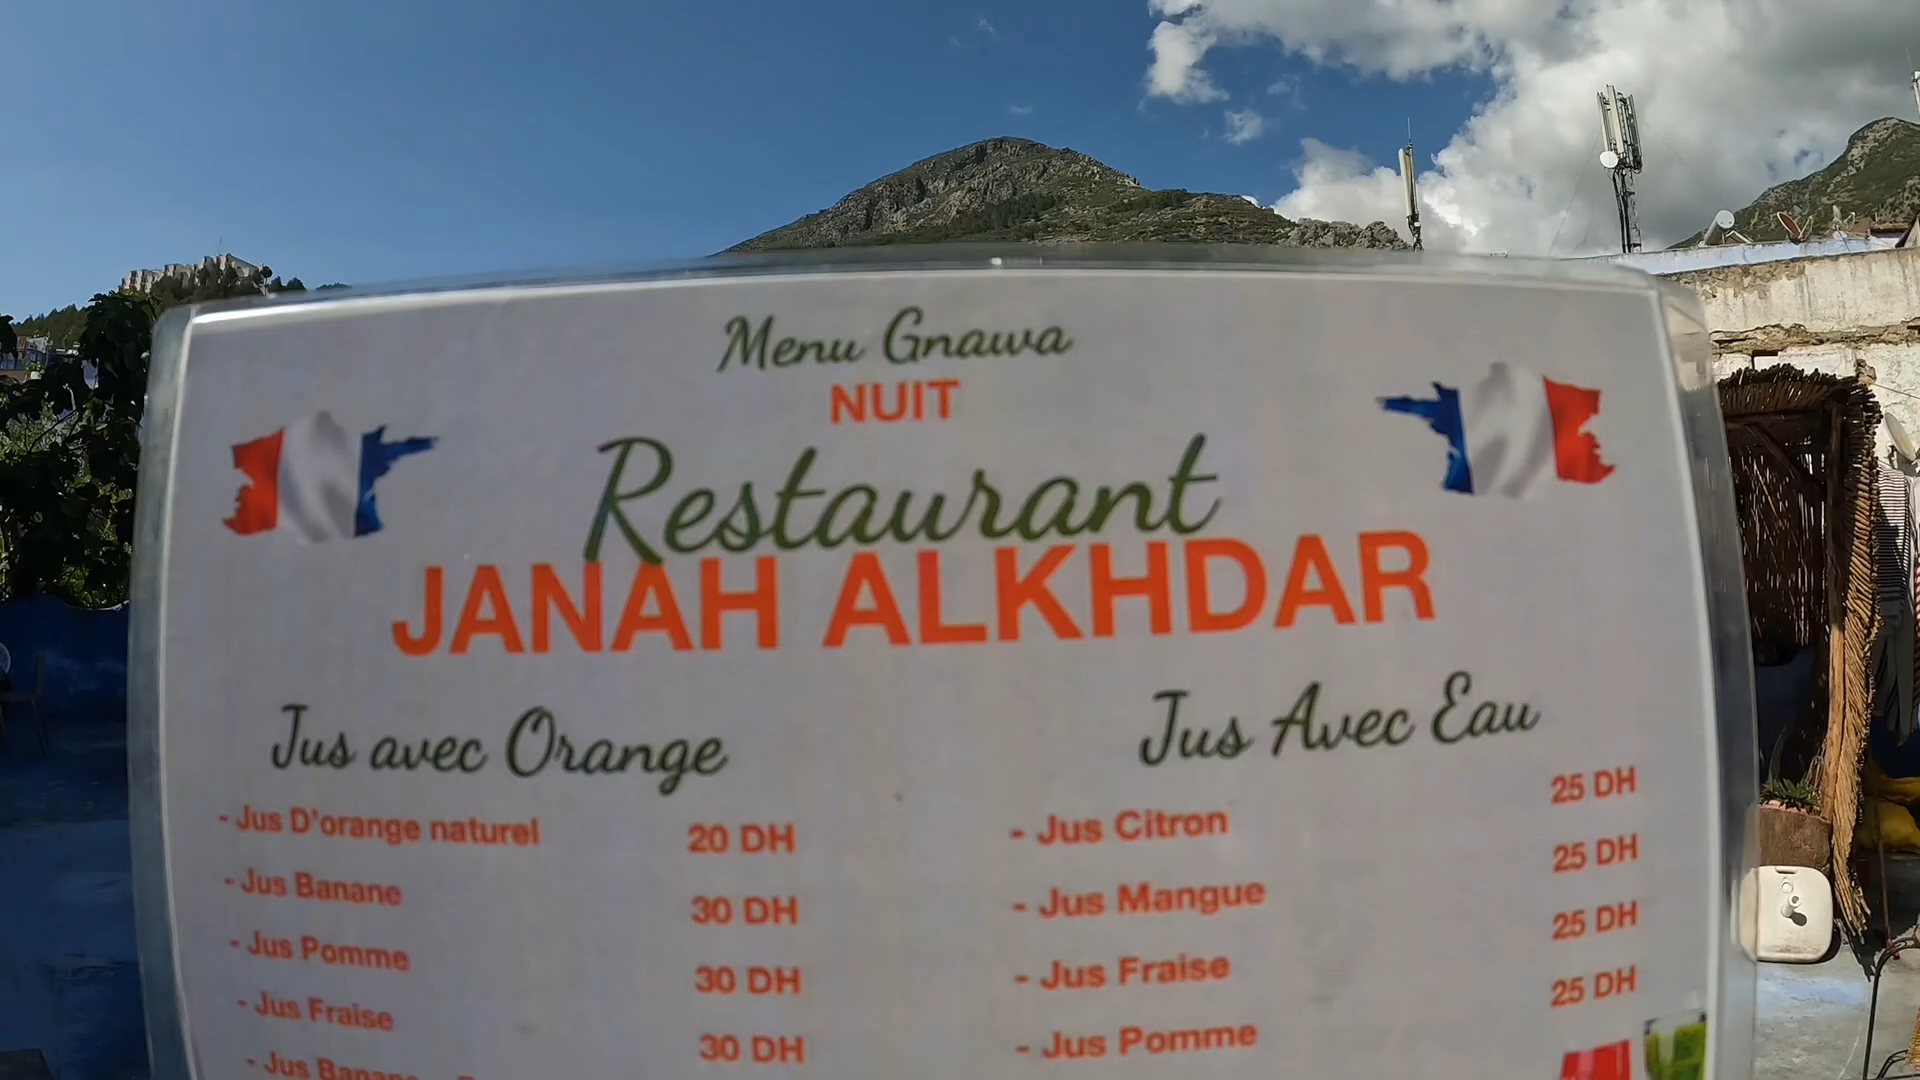 Menu Gnawa
NUIT
Restaurant
JANAH ALKHDAR
Jus avec Orange
- Jus D'orange naturel 20 DH
- Jus Banane 30 DH
- Jus Pomme 30 DH
- Jus Fraise 30 DH
- Jus Banane
Jus Avec Eau
- Jus Citron 25 DH
- Jus Mangue 25 DH
- Jus Fraise 25 DH
- Jus Pomme 25 DH